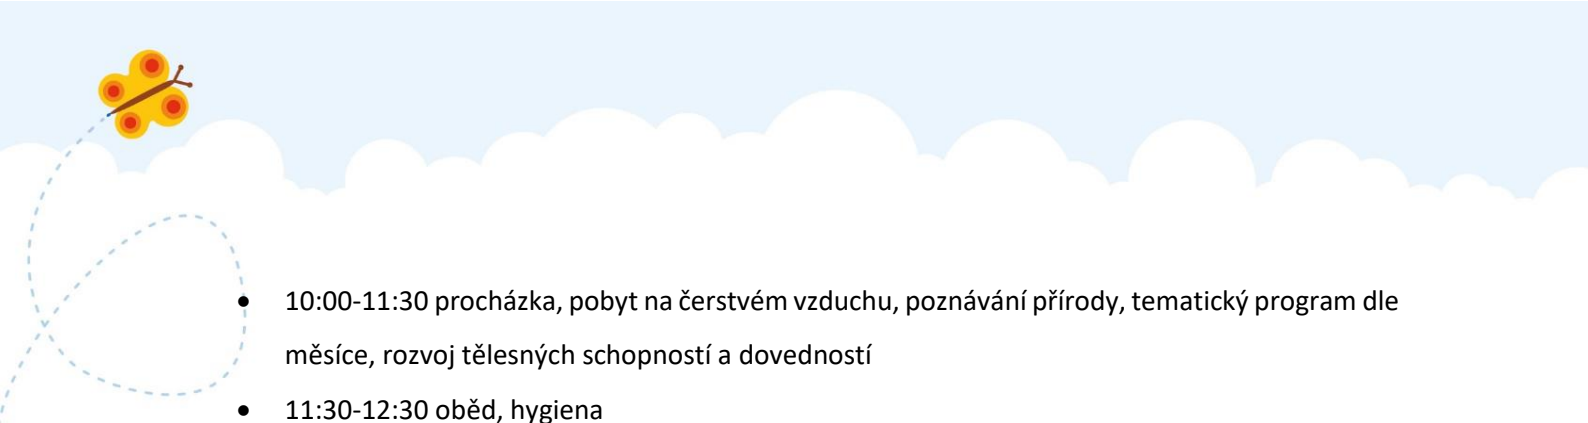 • 10:00-11:30 procházka, pobyt na čerstvém vzduchu, poznávání přírody, tematický program dle
měsíce, rozvoj tělesných schopností a dovedností
• 11:30-12:30 oběd, hygiena